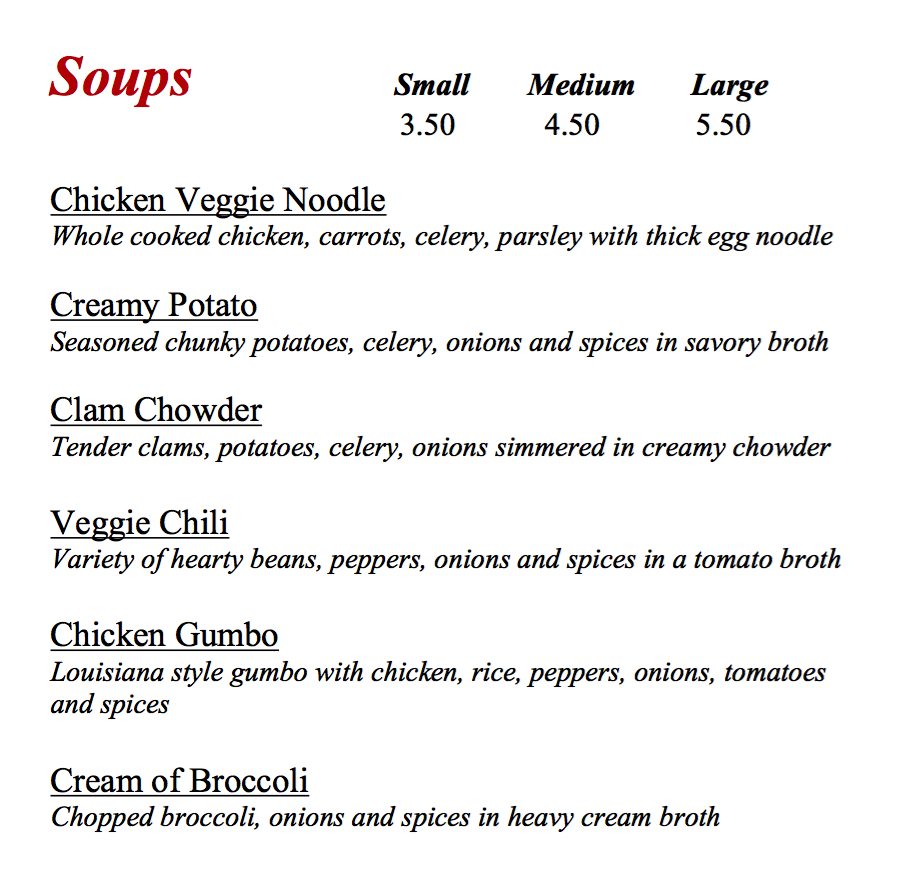 Soups Small Medium Large
3.50 4.50 5.50
Chicken Veggie Noodle
Whole cooked chicken, carrots, celery, parsley with thick egg noodle
Creamy Potato
Seasoned chunky potatoes, celery, onions and spices in savory broth
Clam Chowder
Tender clams, potatoes, celery, onions simmered in creamy chowder
Veggie Chili
Variety of hearty beans, peppers, onions and spices in a tomato broth
Chicken Gumbo
Louisiana style gumbo with chicken, rice, peppers, onions, tomatoes
and spices
Cream of Broccoli
Chopped broccoli, onions and spices in heavy cream broth